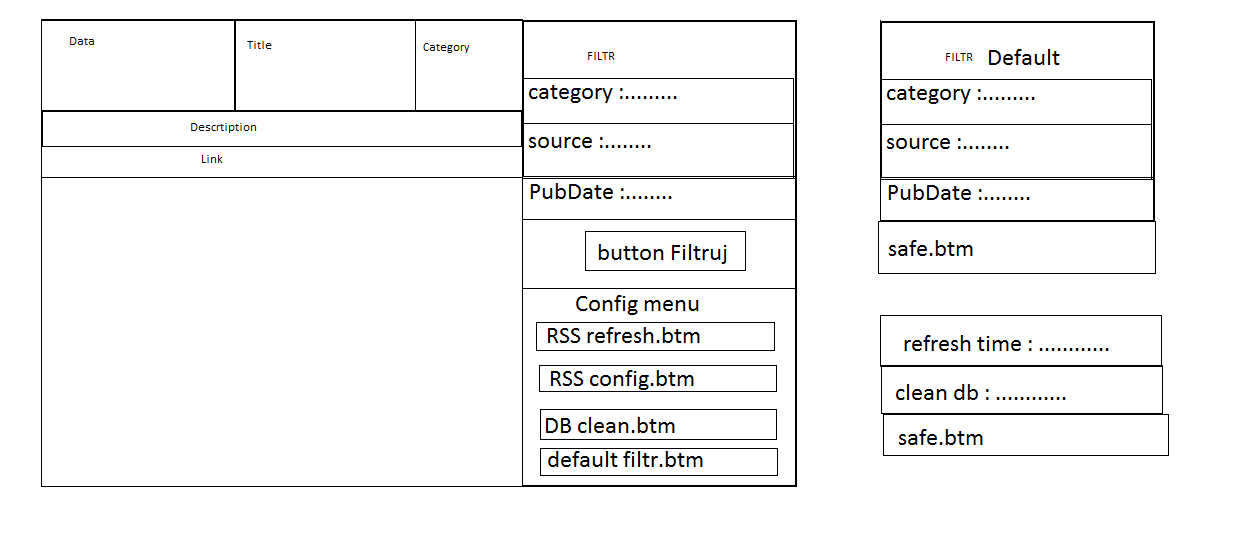 Data
Title
Category
Descrtiption
Link
FILTR
category :.........
source :........
PubDate :........
button Filtruj
Config menu
RSS refresh.btm
RSS config.btm
DB clean.btm
default filtr.btm
FILTR Default
category :.........
source :........
PubDate :........
safe.btm
refresh time : ............
clean db : ............
safe.btm